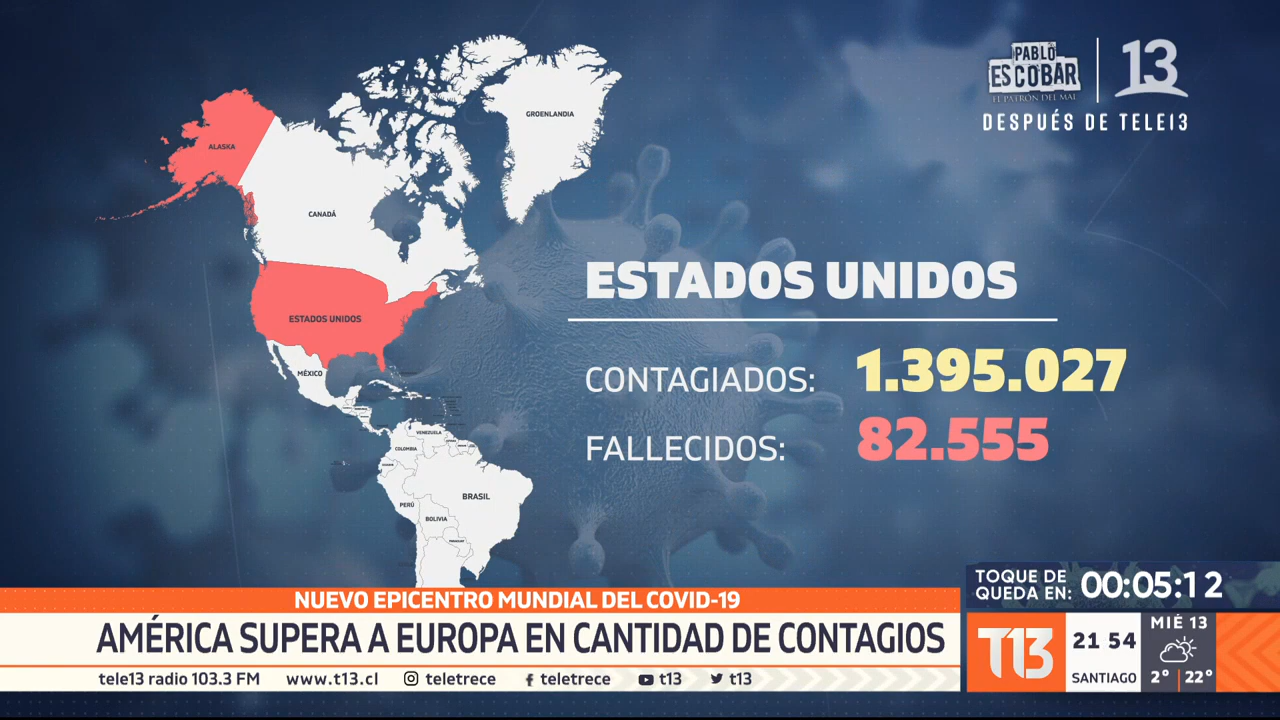 PABLO
ESCOBAR
EL PATRÓN DEL MAL
13
DESPUÉS DE TELE13
GROENLANDIA
ALASKA
CANADÁ
ESTADOS UNIDOS
MÉXICO
VENEZUELA
COLOMBIA
BRASIL
PERÚ
BOLIVIA
ESTADOS UNIDOS
CONTAGIADOS: 1.395.027
FALLECIDOS: 82.555
NUEVO EPICENTRO MUNDIAL DEL COVID-19
AMÉRICA SUPERA A EUROPA EN CANTIDAD DE CONTAGIOS
tele13 radio 103.3 FM www.t13.cl teletrece teletrece t13 t13
TOQUE DE
QUEDA EN: 00:05:12
T13
21 54
SANTIAGO
MIÉ 13
2° 22°